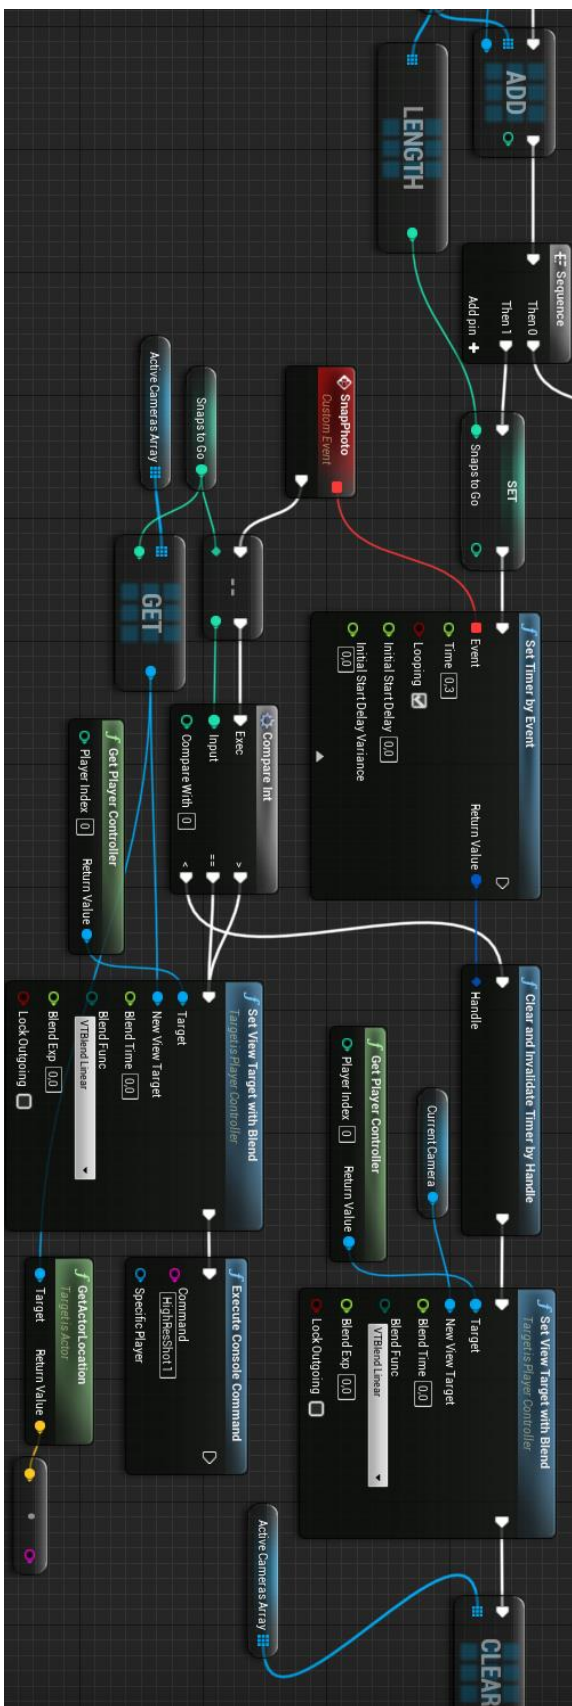 ADD
LENGTH
Sequence
Then 0
Then 1
Add pin +
SET
Snaps to Go
Set Timer by Event
Event
Return Value
Time 0,3
Looping
Initial Start Delay 0,0
Initial Start Delay Variance
0,0
SnapPhoto
Custom Event
Snaps to Go
Active Cameras Array
--
GET
Compare Int
Exec
>
Input
==
Compare With 0
<
Get Player Controller
Player Index 0
Return Value
Clear and Invalidate Timer by Handle
Handle
Get Player Controller
Player Index 0
Return Value
Current Camera
Set View Target with Blend
Target is Player Controller
Target
New View Target
Blend Time 0,0
Blend Func
VTBlend Linear
Blend Exp 0,0
Lock Outgoing
Set View Target with Blend
Target is Player Controller
Target
New View Target
Blend Time 0,0
Blend Func
VTBlend Linear
Blend Exp 0,0
Lock Outgoing
Execute Console Command
Command
HighResShot 1
Specific Player
GetActorLocation
Target is Actor
Target
Return Value
Active Cameras Array
CLEAR